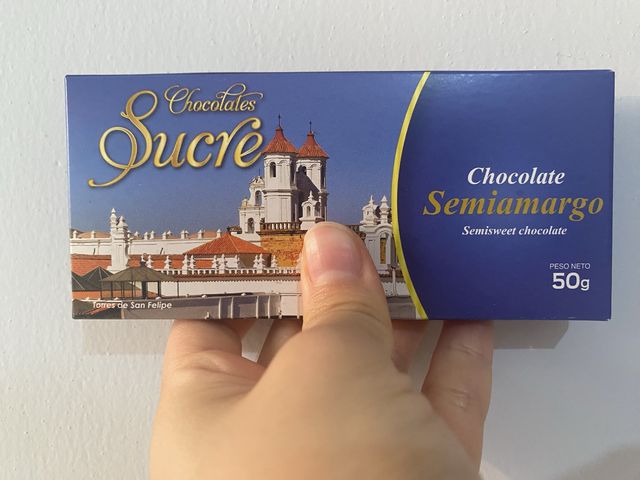 Chocolates
Sucre
Torres de San Felipe
Chocolate
Semiamargo
Semisweet chocolate
PESO NETO
50g